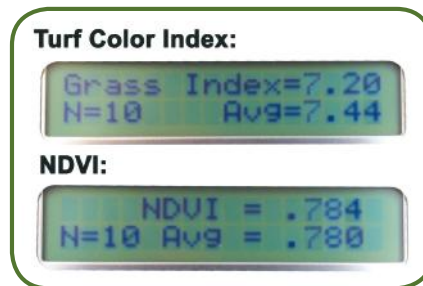 Turf Color Index:
Grass Index=7.20
N=10 Avg=7.44
NDVI:
NDVI = .784
N=10 Avg = .780